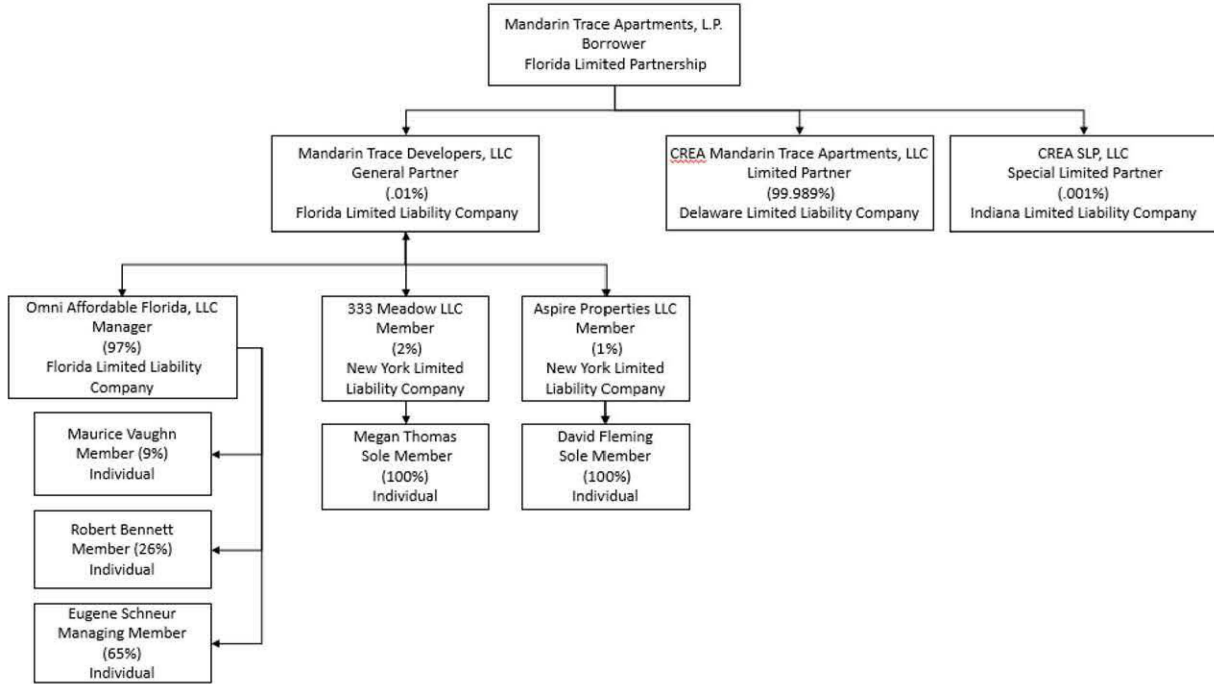 Mandarin Trace Apartments, L.P.
Borrower
Florida Limited Partnership
Mandarin Trace Developers, LLC
General Partner
(.01%)
Florida Limited Liability Company
CREA Mandarin Trace Apartments, LLC
Limited Partner
(99.989%)
Delaware Limited Liability Company
CREA SLP, LLC
Special Limited Partner
(.001%)
Indiana Limited Liability Company
Omni Affordable Florida, LLC
Manager
(97%)
Florida Limited Liability
Company
333 Meadow LLC
Member
(2%)
New York Limited
Liability Company
Aspire Properties LLC
Member
(1%)
New York Limited
Liability Company
Maurice Vaughn
Member (9%)
Individual
Megan Thomas
Sole Member
(100%)
Individual
David Fleming
Sole Member
(100%)
Individual
Robert Bennett
Member (26%)
Individual
Eugene Schneur
Managing Member
(65%)
Individual